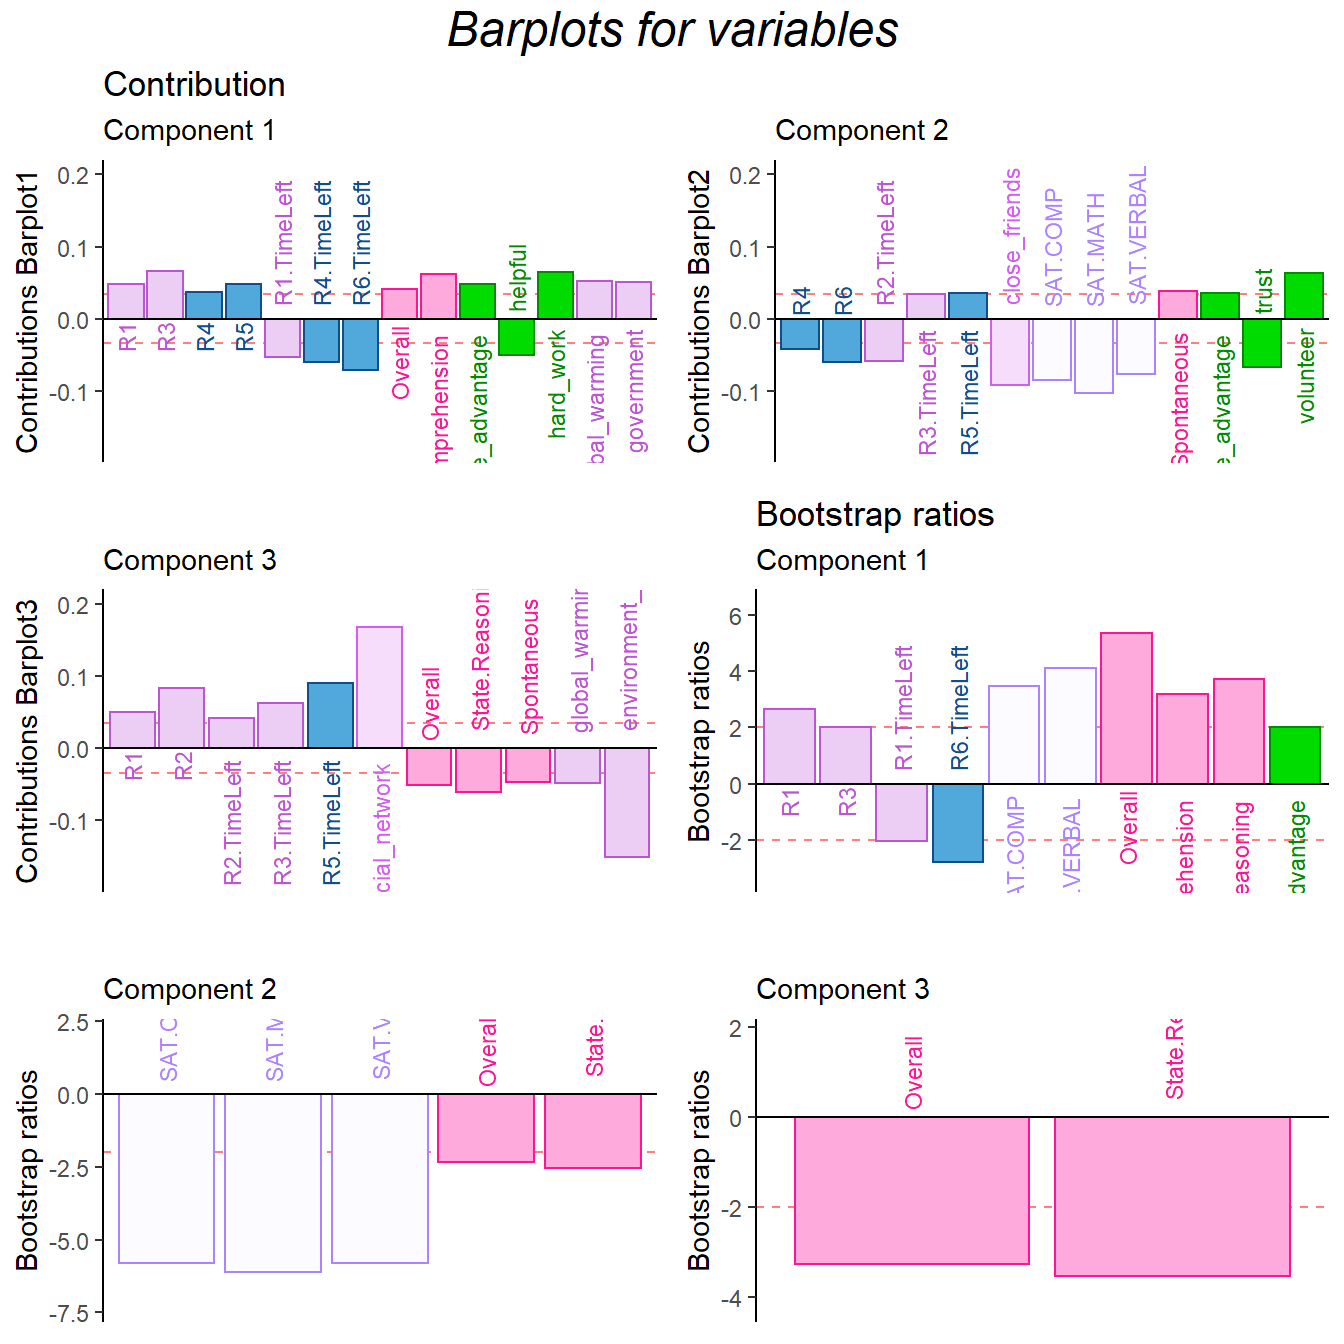 Barplots for variables
Contribution
Component 1
Contributions Barplot1
0.2
0.1
0.0
-0.1
R1
R3
R4
R5
R1.TimeLeft
R4.TimeLeft
R6.TimeLeft
Overall
mprehension
e_advantage
helpful
hard_work
bal_warming
government
Component 2
Contributions Barplot2
0.2
0.1
0.0
-0.1
R4
R6
R2.TimeLeft
R3.TimeLeft
R5.TimeLeft
close_friends
SAT.COMP
SAT.MATH
SAT.VERBAL
Spontaneous
e_advantage
trust
volunteer
Component 3
Contributions Barplot3
0.2
0.1
0.0
-0.1
R1
R2
R2.TimeLeft
R3.TimeLeft
R5.TimeLeft
cial_network
Overall
State.Reason
Spontaneous
global_warmin
environment_
Bootstrap ratios
Component 1
Bootstrap ratios
6
4
2
0
-2
R1
R3
R1.TimeLeft
R6.TimeLeft
AT.COMP
.VERBAL
Overall
ehension
easoning
dvantage
Component 2
Bootstrap ratios
2.5
0.0
-2.5
-5.0
-7.5
SAT.C
SAT.M
SAT.V
Overal
State.
Component 3
Bootstrap ratios
2
0
-2
-4
Overall
State.Re